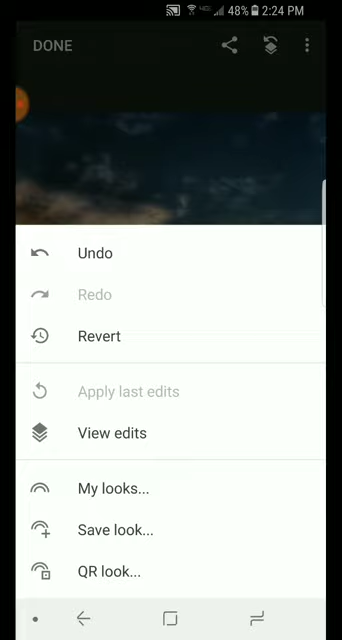 48% 2:24 PM
DONE
Undo
Redo
Revert
Apply last edits
View edits
My looks...
Save look...
QR look...